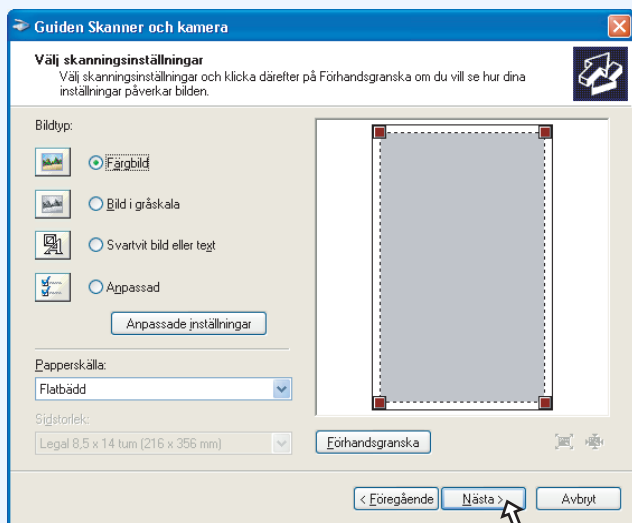 Guiden Skanner och kamera
Välj skanningsinställningar
Välj skanningsinställningar och klicka därefter på Förhandsgranska om du vill se hur dina
inställningar påverkar bilden.
Bildtyp:
Färgbild
Bild i gråskala
Svartvit bild eller text
Anpassad
Anpassade inställningar
Papperskälla:
Flatbädd
Sidstorlek:
Legal 8,5 x 14 tum (216 x 356 mm)
Förhandsgranska
< Föregående
Nästa >
Avbryt